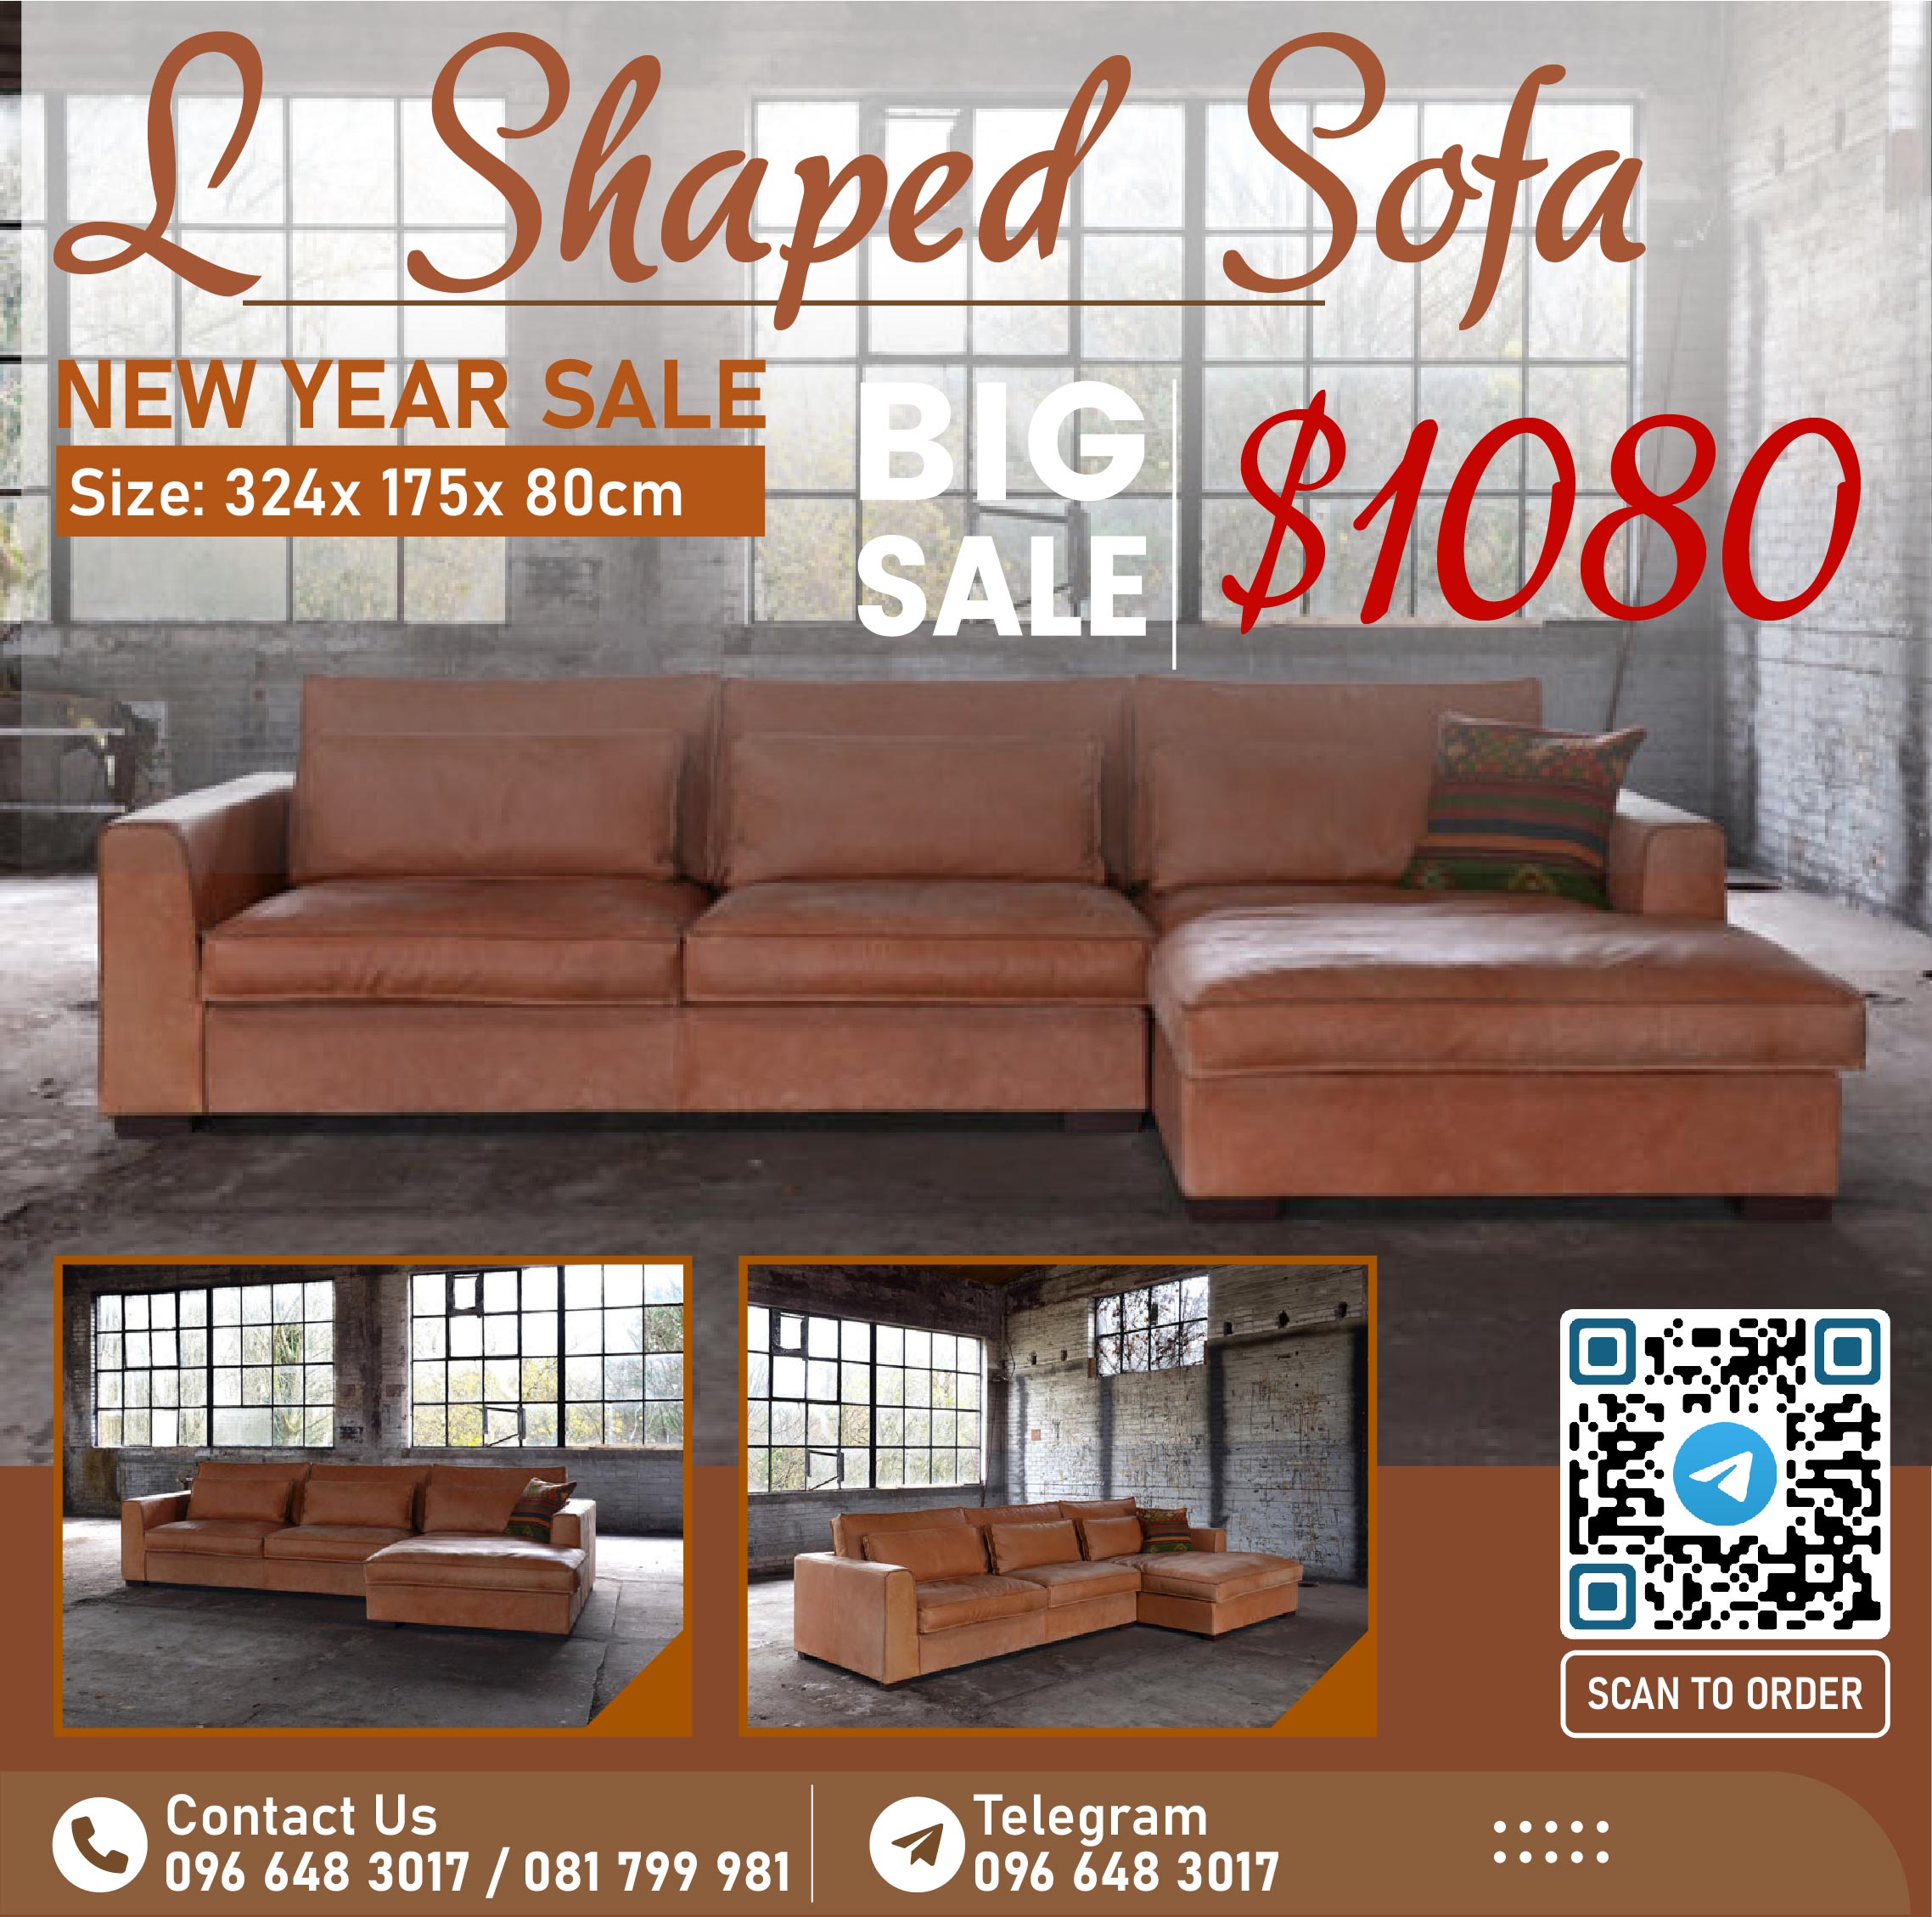 L Shaped Sofa
NEW YEAR SALE
Size: 324x 175x 80cm
BIG
SALE
$1080
SCAN TO ORDER
Contact Us
096 648 3017 / 081 799 981
Telegram
096 648 3017